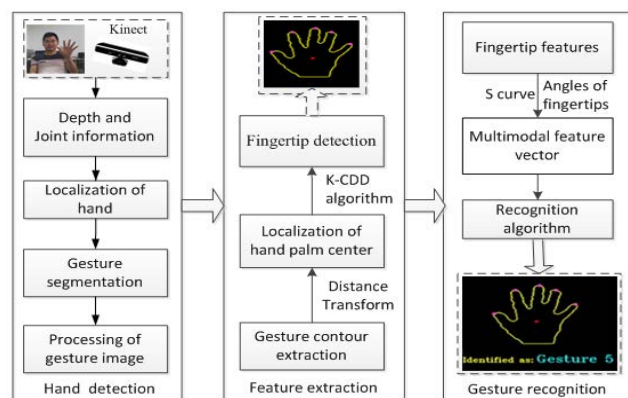 Kinect
Depth and
Joint information
Localization of
hand
Gesture
segmentation
Processing of
gesture image
Hand detection
Fingertip detection
K-CDD
algorithm
Localization of
hand palm center
Distance
Transform
Gesture contour
extraction
Feature extraction
Fingertip features
S curve
Angles of
fingertips
Multimodal feature
vector
Recognition
algorithm
Identified as: Gesture 5
Gesture recognition